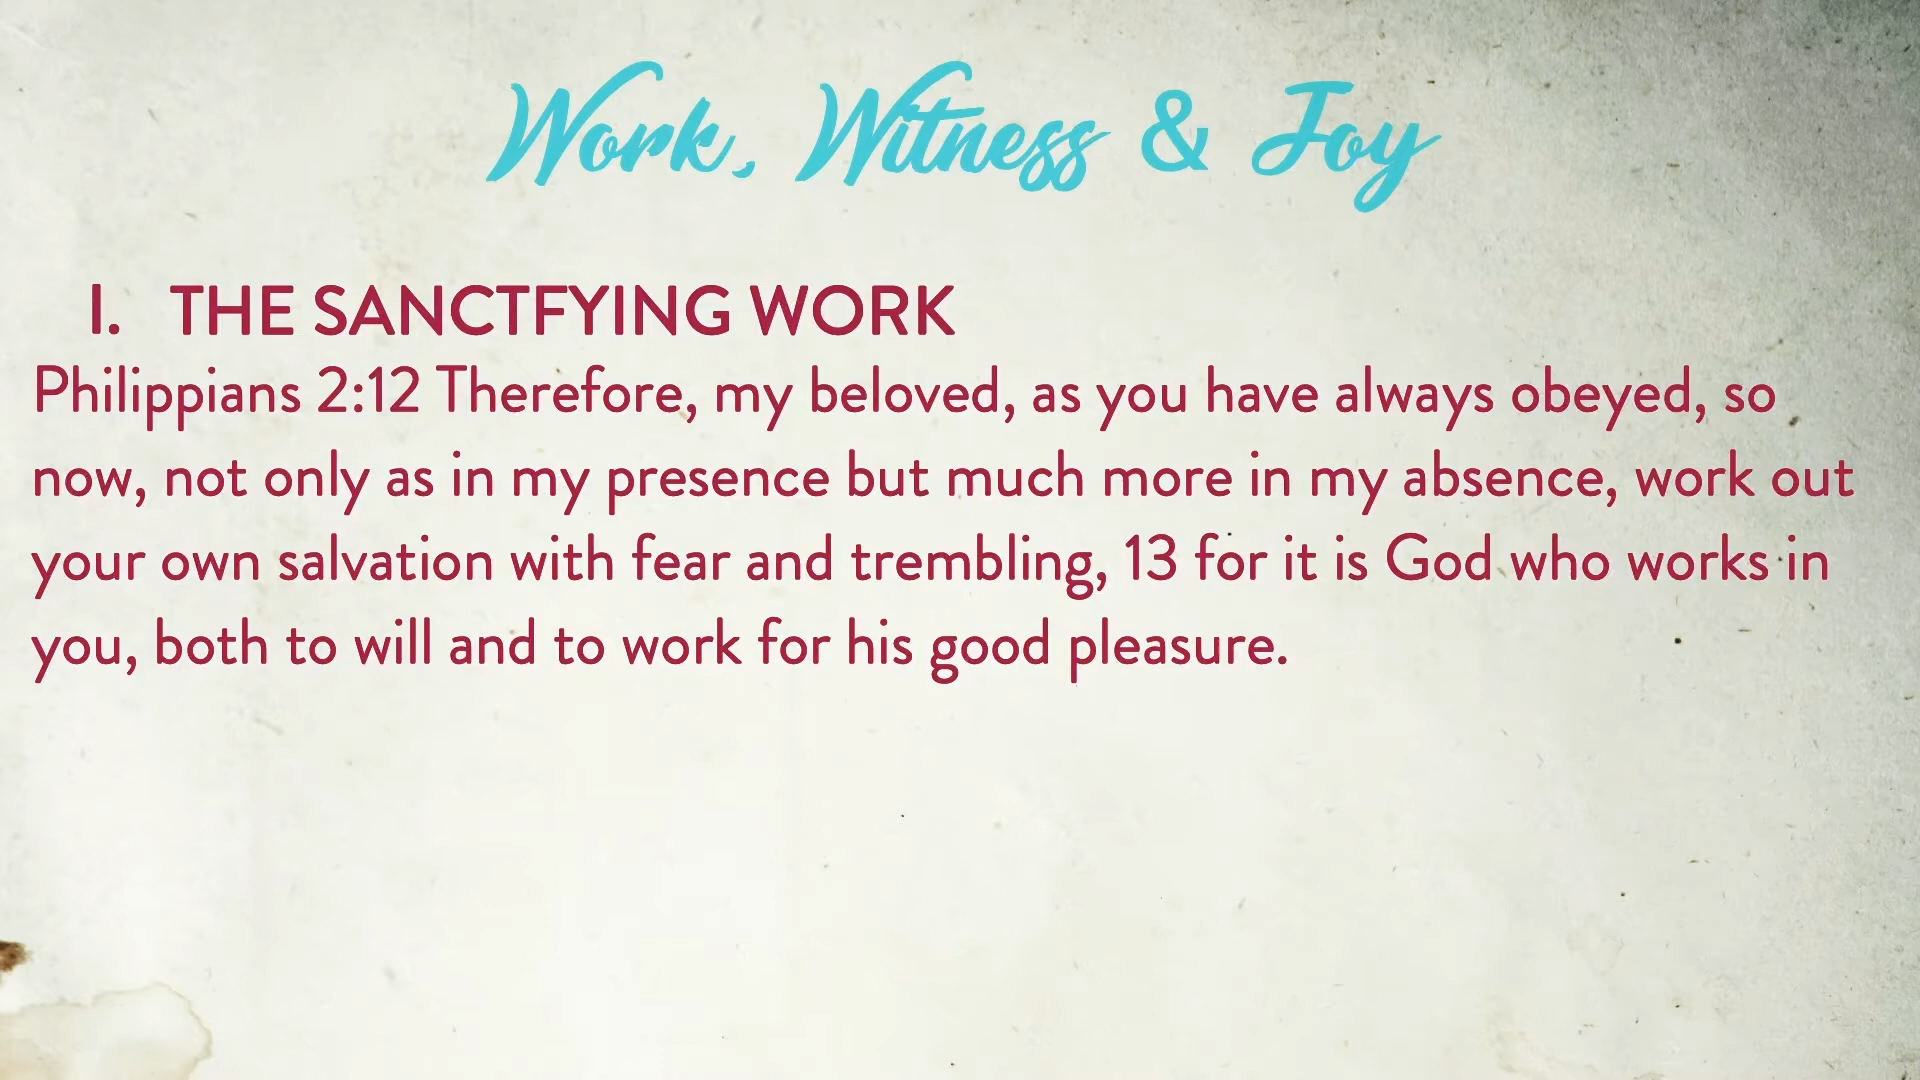 Work, Witness & Joy
I. THE SANCTFYING WORK
Philippians 2:12 Therefore, my beloved, as you have always obeyed, so
now, not only as in my presence but much more in my absence, work out
your own salvation with fear and trembling, 13 for it is God who works in
you, both to will and to work for his good pleasure.